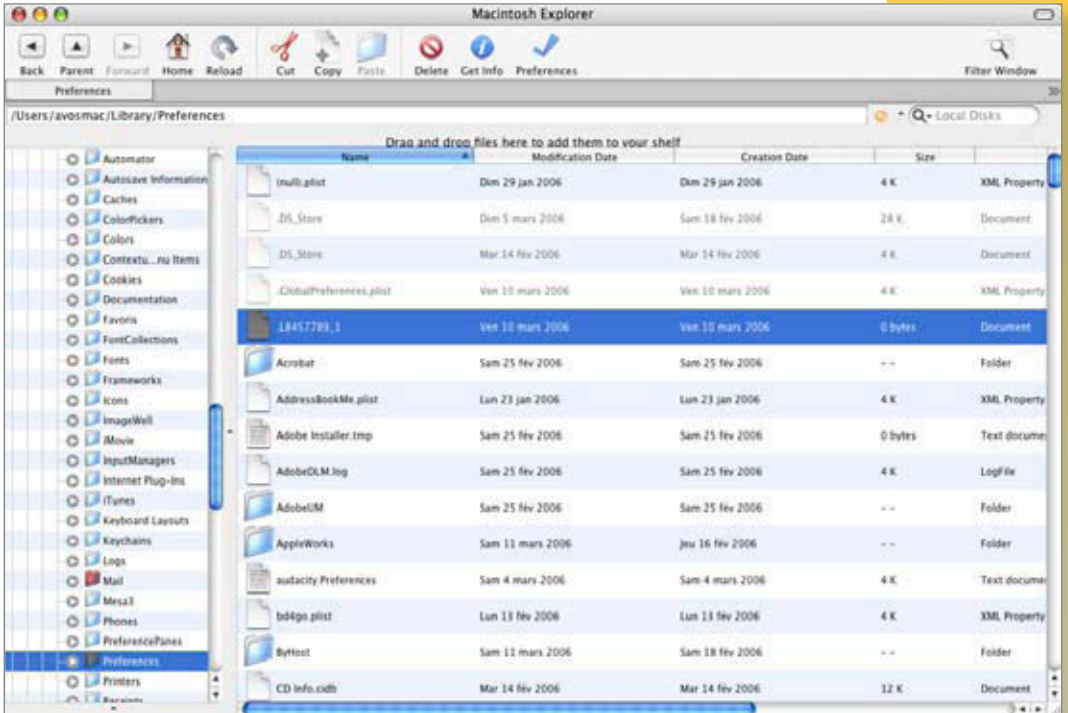 Macintosh Explorer
Back Parent Forward Home Reload Cut Copy Paste Delete Get Info Preferences Filter Window
Preferences
/Users/avosmac/Library/Preferences Local Disks
Drag and drop files here to add them to your shelf
Name Modification Date Creation Date Size
Automator
Autosave Information
Caches
ColorPickers
Colors
Contextu...nu Items
Cookies
Documentation
Favoris
FontCollections
Fonts
Frameworks
Icons
ImageWell
iMovie
InputManagers
Internet Plug-Ins
iTunes
Keyboard Layouts
Keychains
Logs
Mail
Mesa3
Phones
PreferencePanes
Preferences
Printers
Receipts
(null).plist Dim 29 jan 2006 Dim 29 jan 2006 4 K XML Property
.DS_Store Dim 5 mars 2006 Sam 18 fév 2006 28 K Document
.DS_Store Mar 14 fév 2006 Mar 14 fév 2006 4 K Document
.GlobalPreferences.plist Ven 10 mars 2006 Ven 10 mars 2006 4 K XML Property
.18457789_1 Ven 10 mars 2006 Ven 10 mars 2006 0 bytes Document
Acrobat Sam 25 fév 2006 Sam 25 fév 2006 - - Folder
AddressBookMe.plist Lun 23 jan 2006 Lun 23 jan 2006 4 K XML Property
Adobe Installer.tmp Sam 25 fév 2006 Sam 25 fév 2006 0 bytes Text docume
AdobeDLM.log Sam 25 fév 2006 Sam 25 fév 2006 4 K LogFile
AdobeUM Sam 25 fév 2006 Sam 25 fév 2006 - - Folder
AppleWorks Sam 11 mars 2006 Jeu 16 fév 2006 - - Folder
audacity Preferences Sam 4 mars 2006 Sam 4 mars 2006 4 K Text docume
bd4go.plist Lun 13 fév 2006 Lun 13 fév 2006 4 K XML Property
ByHost Sam 11 mars 2006 Sam 18 fév 2006 - - Folder
CD Info.cidb Mar 14 fév 2006 Mar 14 fév 2006 12 K Document